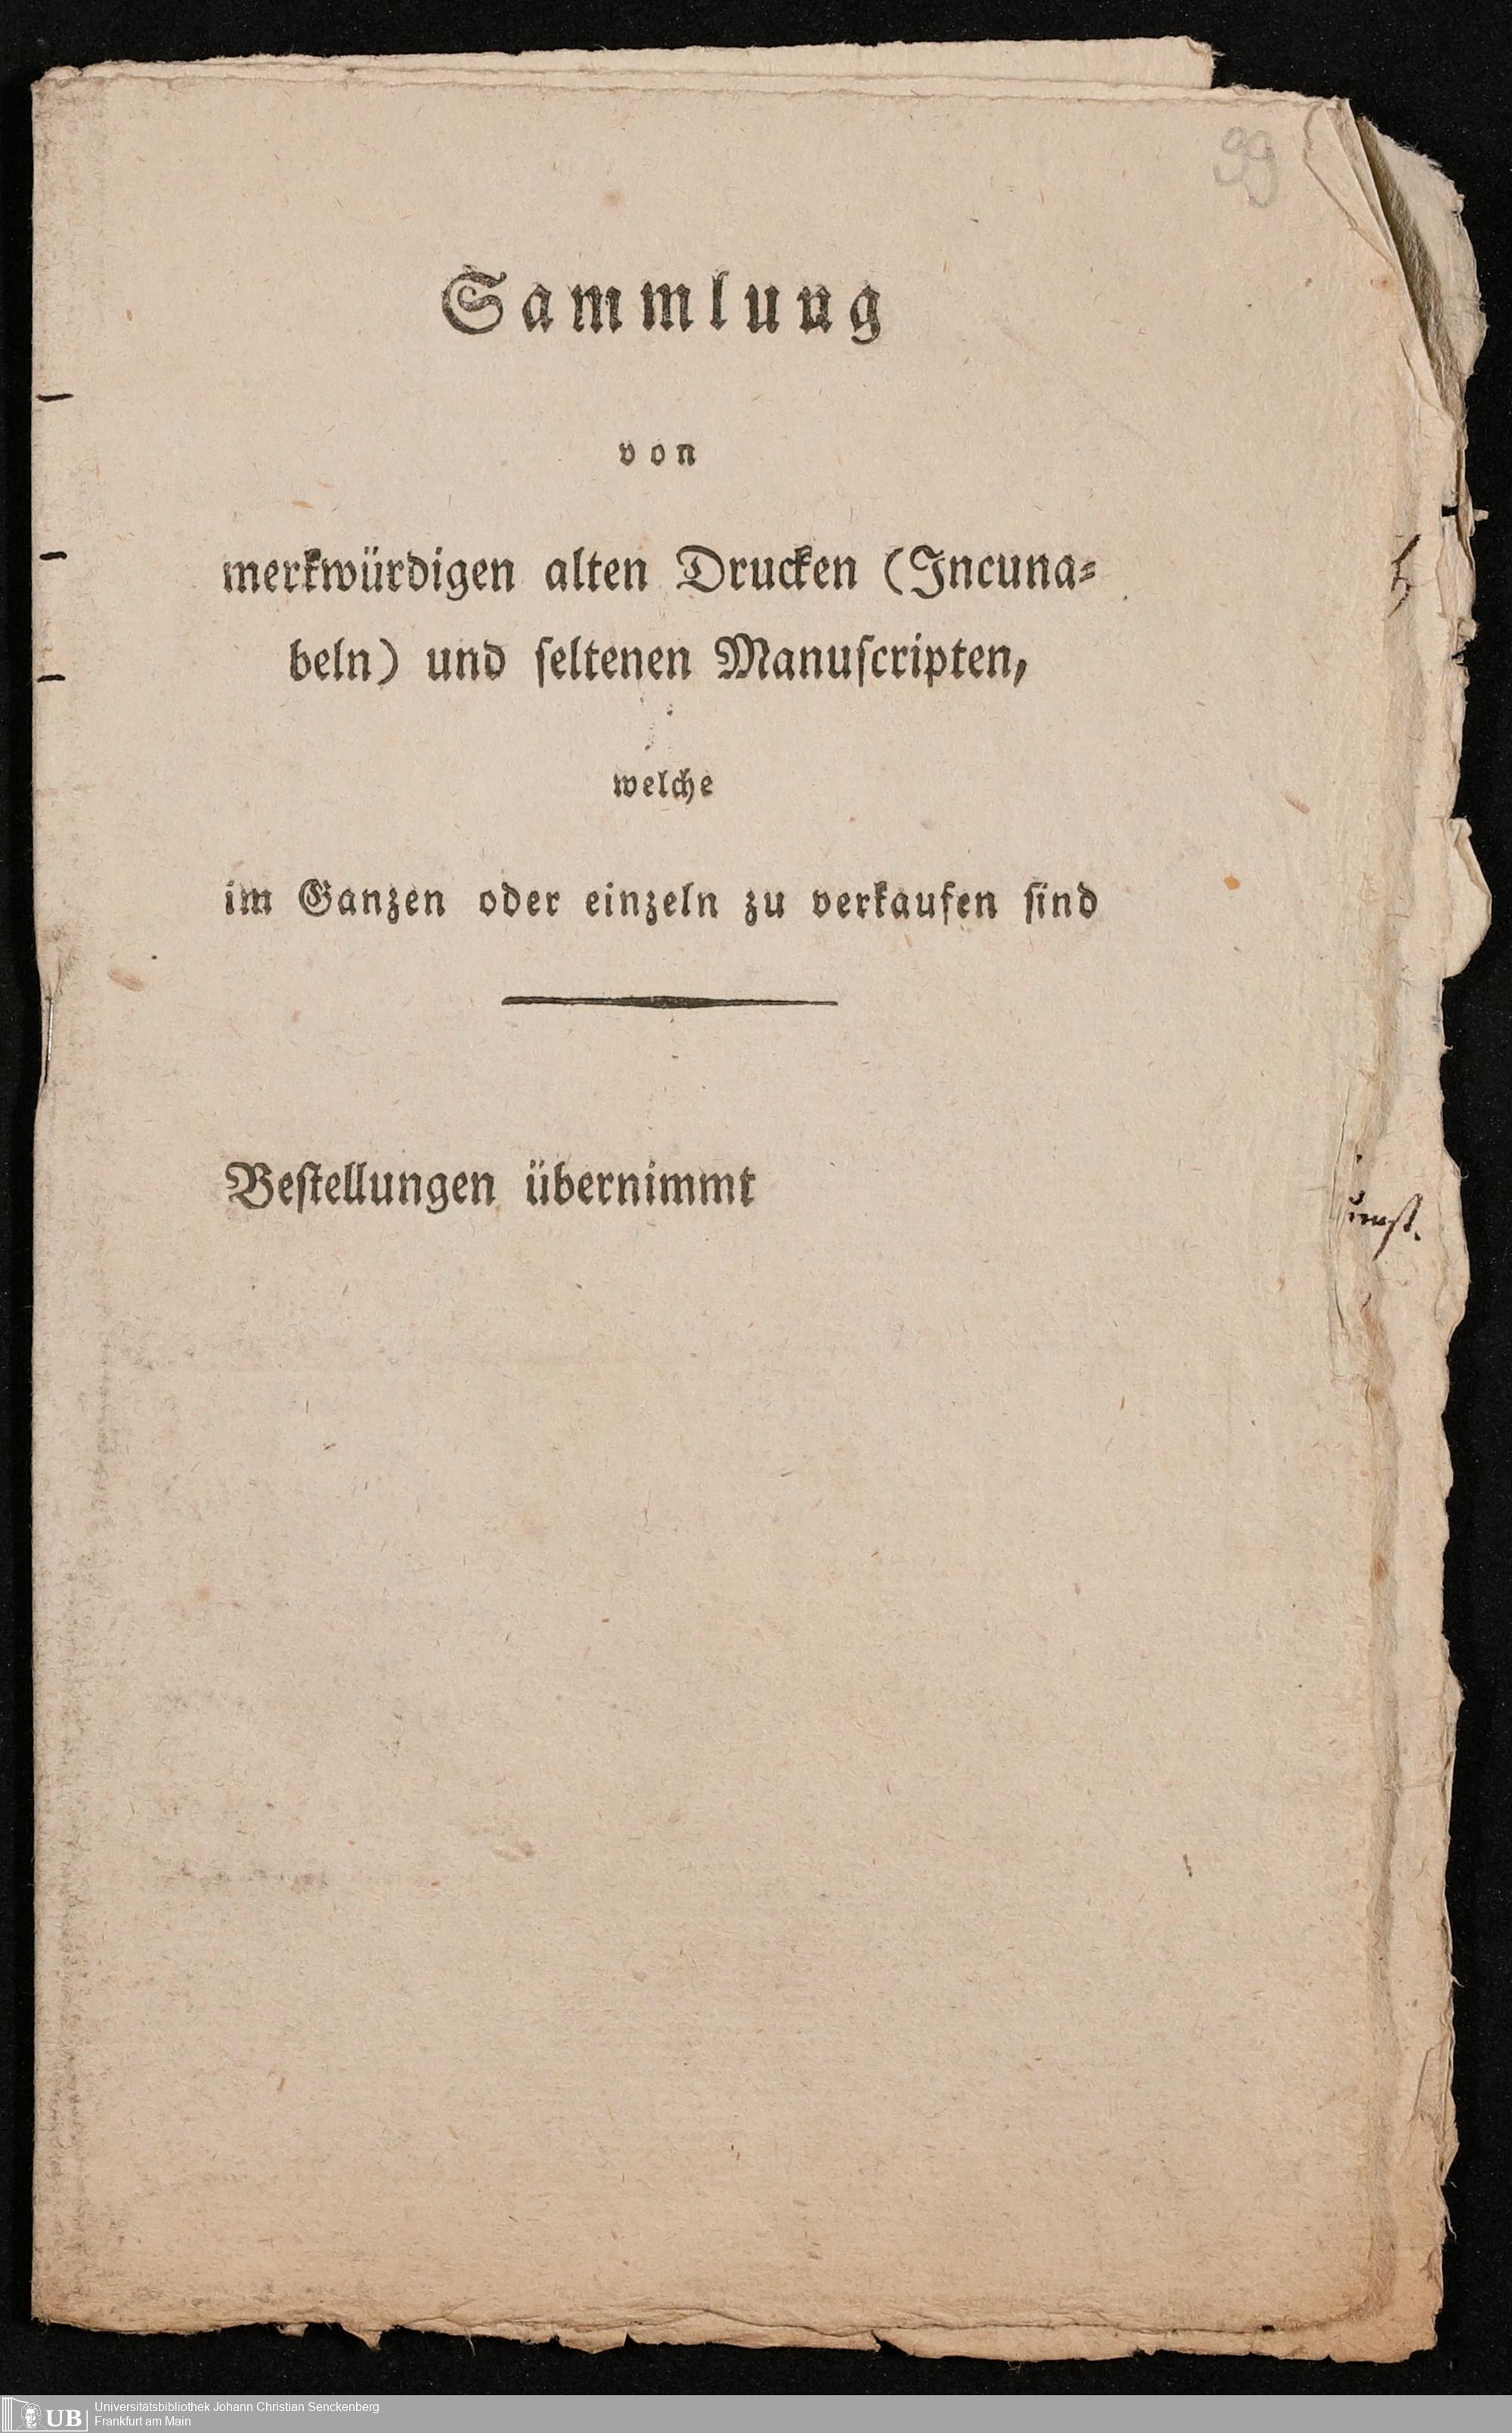 99
Sammlung
von
merkwürdigen alten Drucken (Incuna⸗
beln) und ſeltenen Manuſcripten,
welche
im Ganzen oder einzeln zu verkaufen ſind
Beſtellungen übernimmt
UB
Universitätsbibliothek Johann Christian Senckenberg
Frankfurt am Main